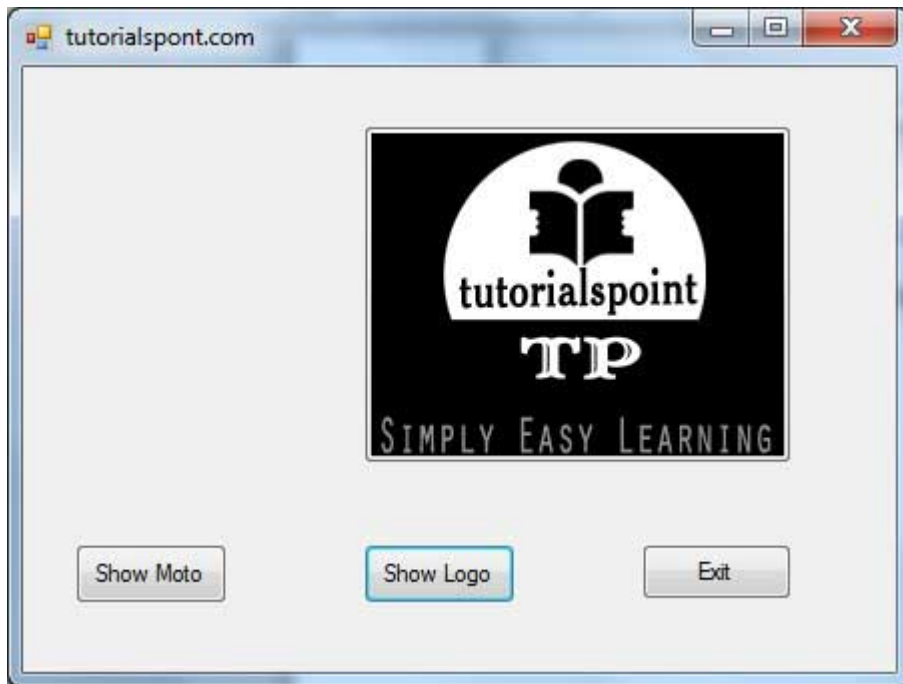 tutorialspont.com
tutorialspoint
TP
SIMPLY EASY LEARNING
Show Moto
Show Logo
Exit